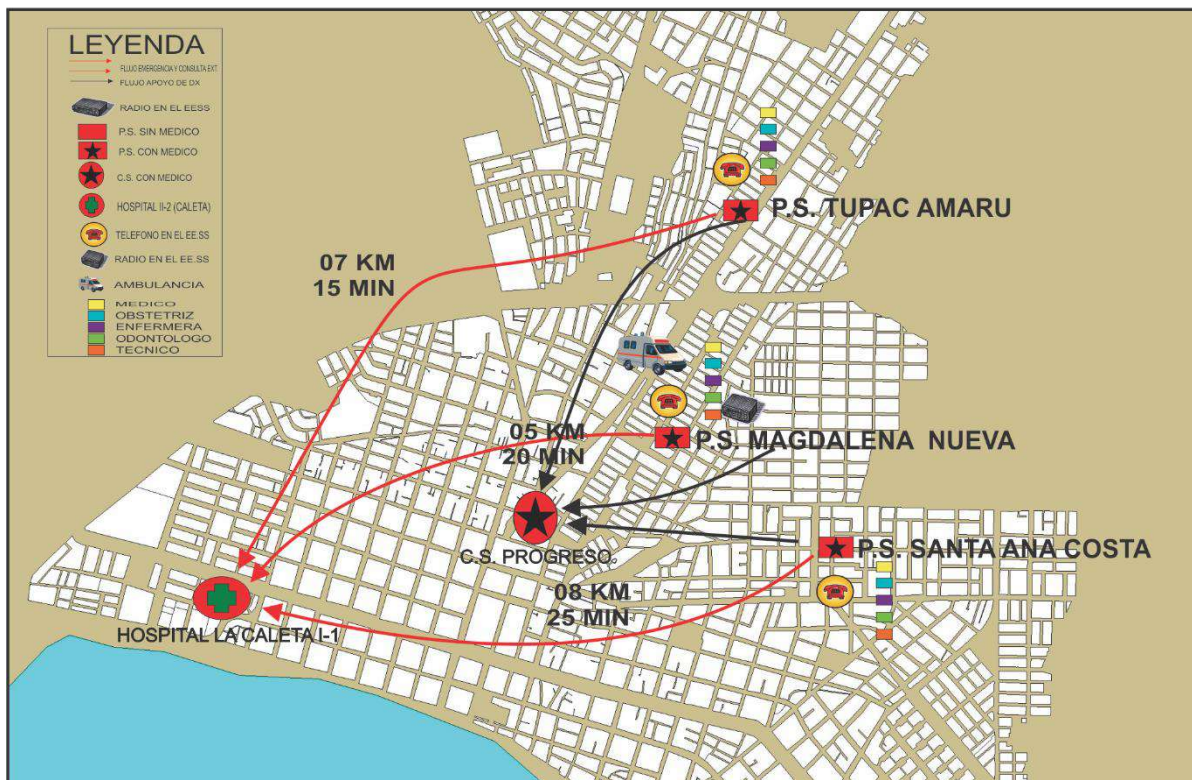 LEYENDA
FLUJO EMERGENCIA Y CONSULTA EXT
FLUJO APOYO DE DX
RADIO EN EL EESS
P.S. SIN MEDICO
P.S. CON MEDICO
C.S. CON MEDICO
HOSPITAL II-2 (CALETA)
TELEFONO EN EL EE.SS
RADIO EN EL EE.SS
AMBULANCIA
MEDICO
OBSTETRIZ
ENFERMERA
ODONTOLOGO
TECNICO
P.S. TUPAC AMARU
07 KM
15 MIN
05 KM
20 MIN
P.S. MAGDALENA NUEVA
C.S. PROGRESO
P.S. SANTA ANA COSTA
08 KM
25 MIN
HOSPITAL LA CALETA I-1